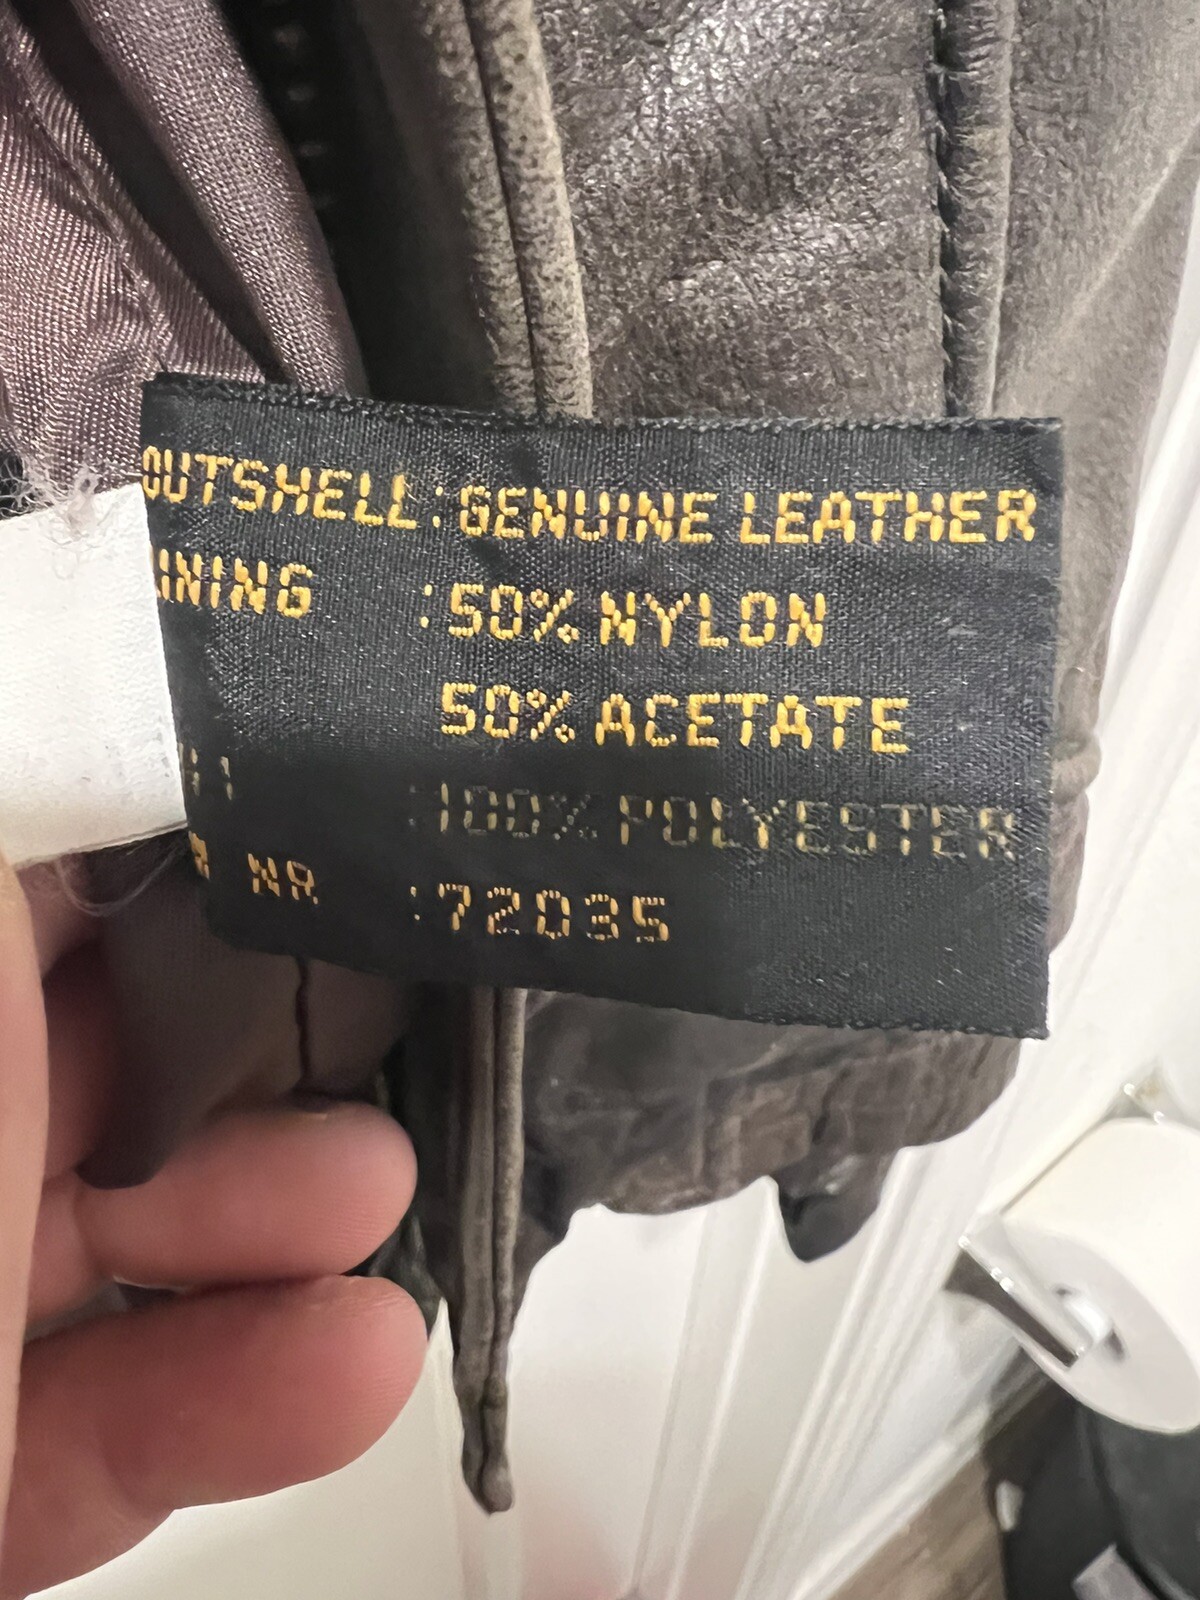 OUTSHELL: GENUINE LEATHER
LINING : 50% NYLON
50% ACETATE
: 100% POLYESTER
NR : 72035